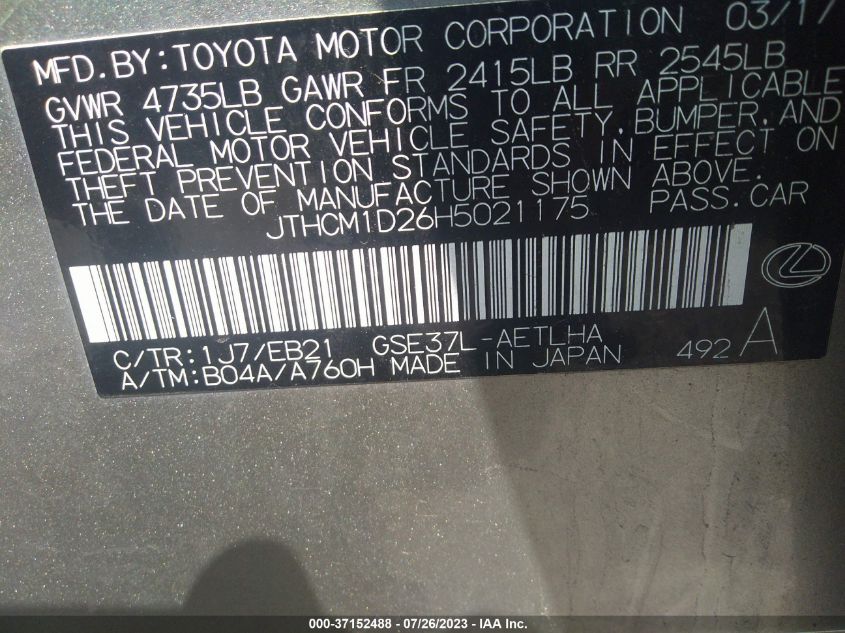 MFD. BY: TOYOTA MOTOR CORPORATION 03/17
GVWR 4735LB GAWR FR 2415LB RR 2545LB
THIS VEHICLE CONFORMS TO ALL APPLICABLE
FEDERAL MOTOR VEHICLE SAFETY, BUMPER, AND
THEFT PREVENTION STANDARDS IN EFFECT ON
THE DATE OF MANUFACTURE SHOWN ABOVE.
JTHCM1D26H5021175 PASS. CAR
C/TR: 1J7/EB21 GSE37L-AETLHA
A/TM: B04A/A760H MADE IN JAPAN 492 A
000-37152488 - 07/26/2023 - IAA Inc.